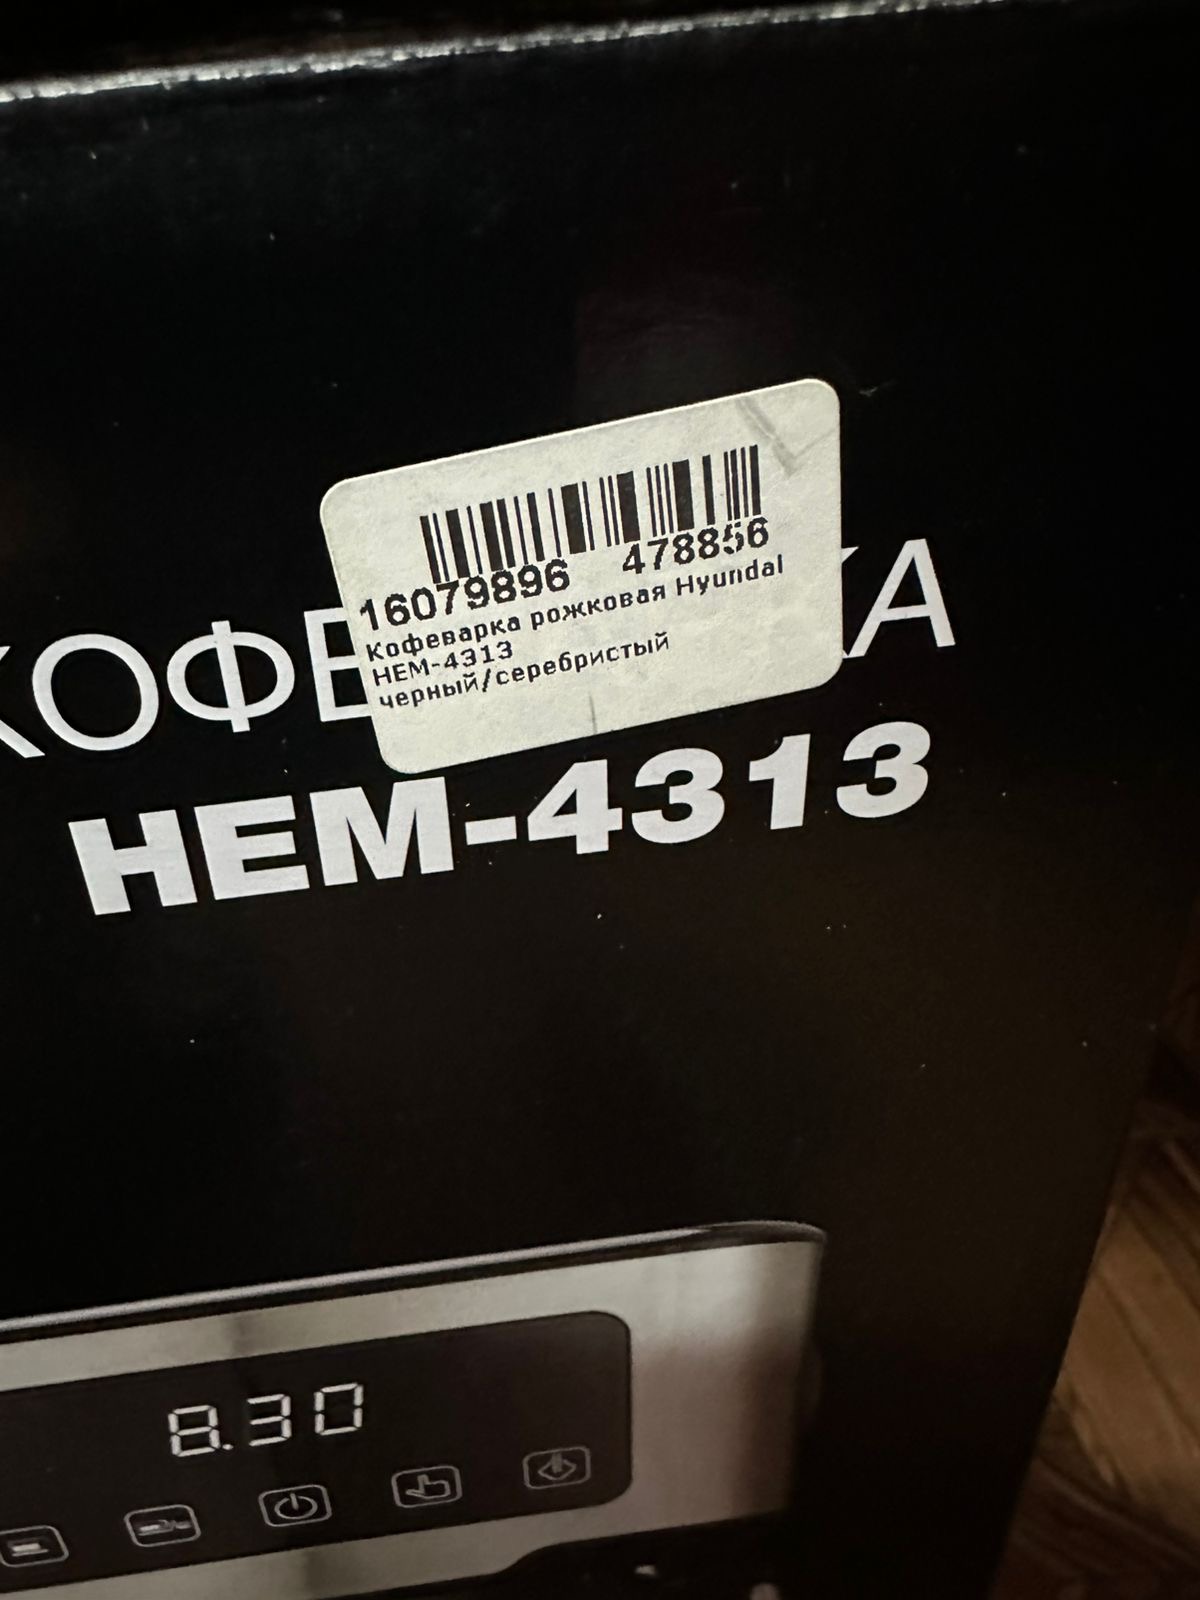 16079896 478856
Кофеварка рожковая Hyundai
HEM-4313
черный/серебристый
КОФЕ КА
HEM-4313
8.30